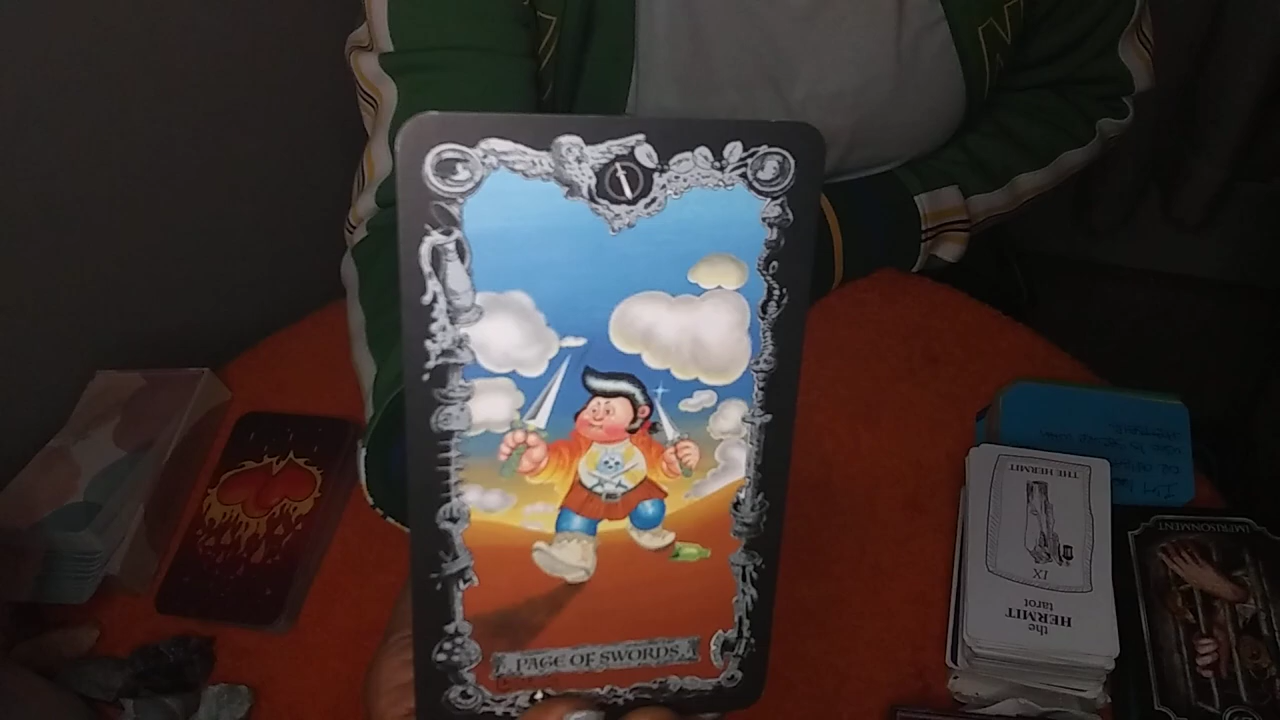 PAGE OF SWORDS
THE HERMIT
IX
the
HERMIT
tarot
IMPRISONMENT